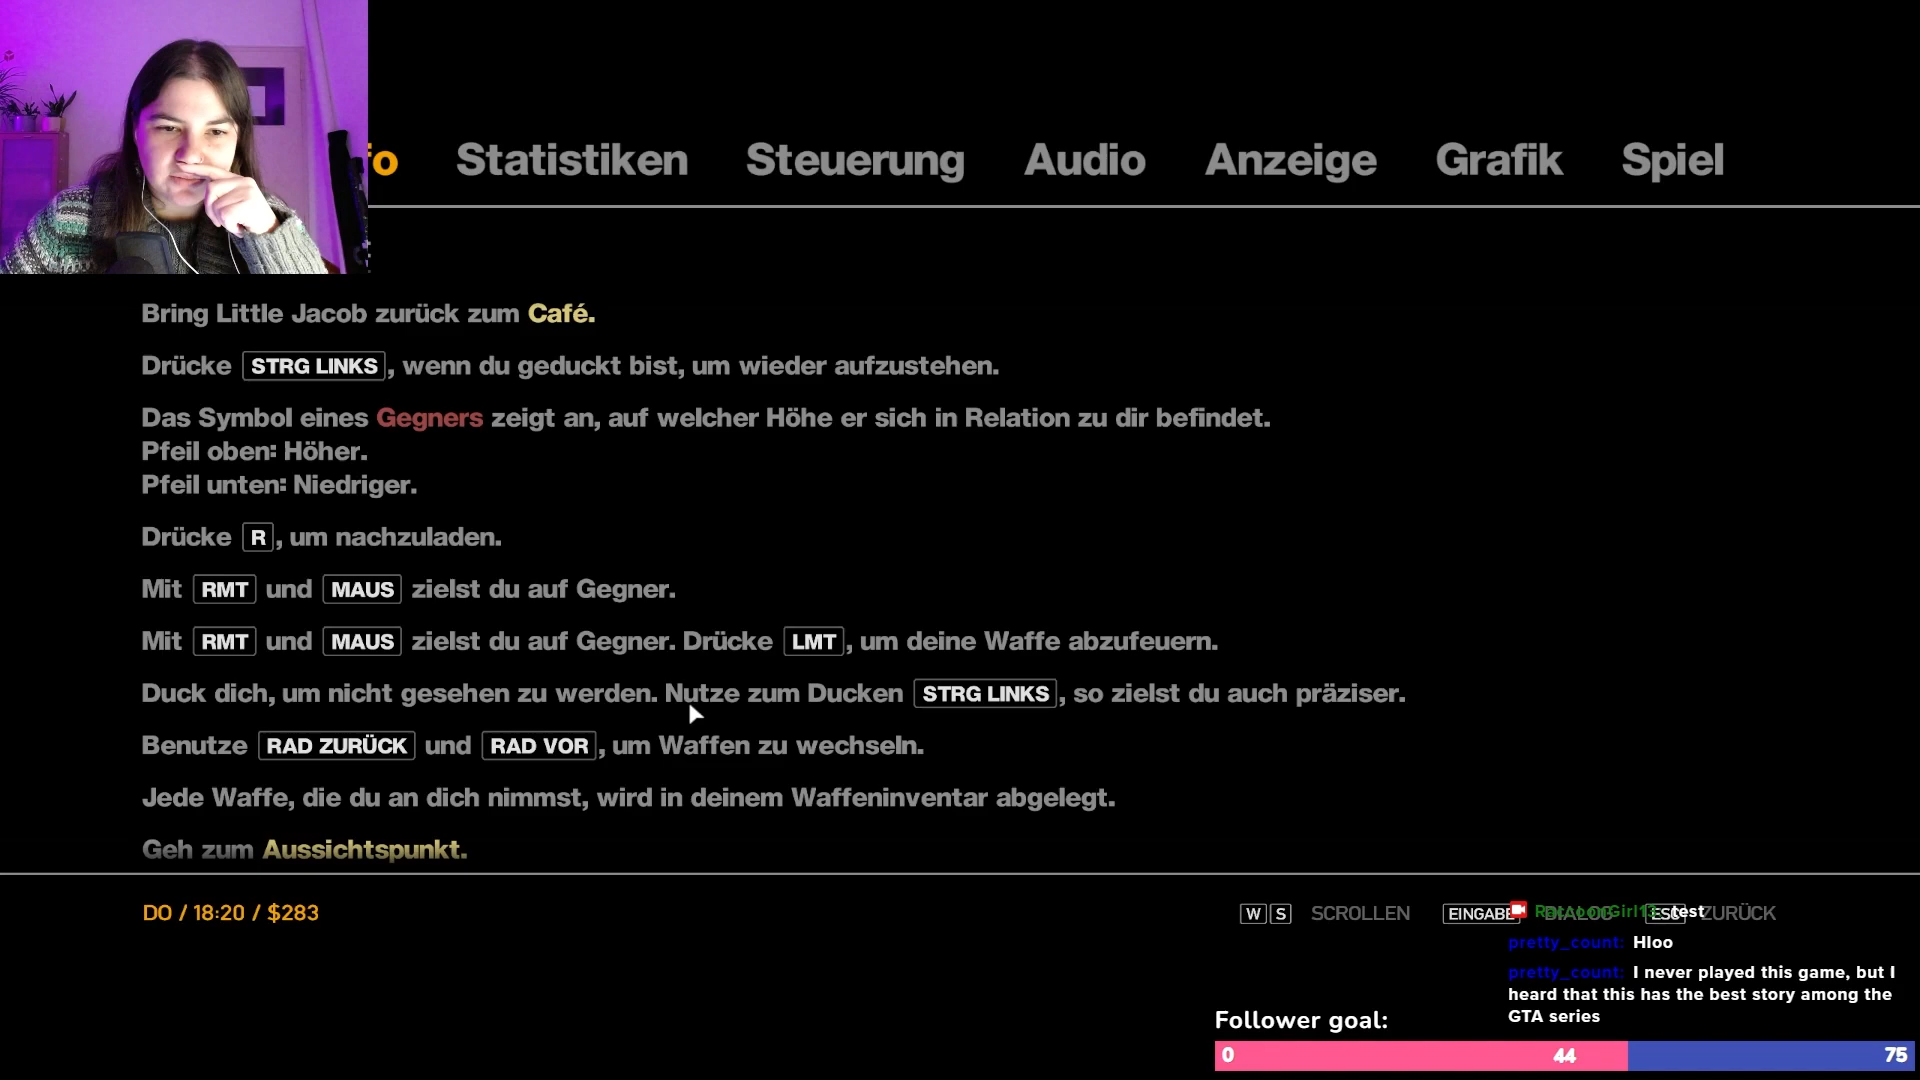 fo Statistiken Steuerung Audio Anzeige Grafik Spiel
Bring Little Jacob zurück zum Café.
Drücke STRG LINKS, wenn du geduckt bist, um wieder aufzustehen.
Das Symbol eines Gegners zeigt an, auf welcher Höhe er sich in Relation zu dir befindet.
Pfeil oben: Höher.
Pfeil unten: Niedriger.
Drücke R, um nachzuladen.
Mit RMT und MAUS zielst du auf Gegner.
Mit RMT und MAUS zielst du auf Gegner. Drücke LMT, um deine Waffe abzufeuern.
Duck dich, um nicht gesehen zu werden. Nutze zum Ducken STRG LINKS, so zielst du auch präziser.
Benutze RAD ZURÜCK und RAD VOR, um Waffen zu wechseln.
Jede Waffe, die du an dich nimmst, wird in deinem Waffeninventar abgelegt.
Geh zum Aussichtspunkt.
DO / 18:20 / $283
W S SCROLLEN EINGABE DIALOG ESC ZURÜCK
test
pretty_count: Hloo
pretty_count: I never played this game, but I
heard that this has the best story among the
GTA series
Follower goal:
0 44 75